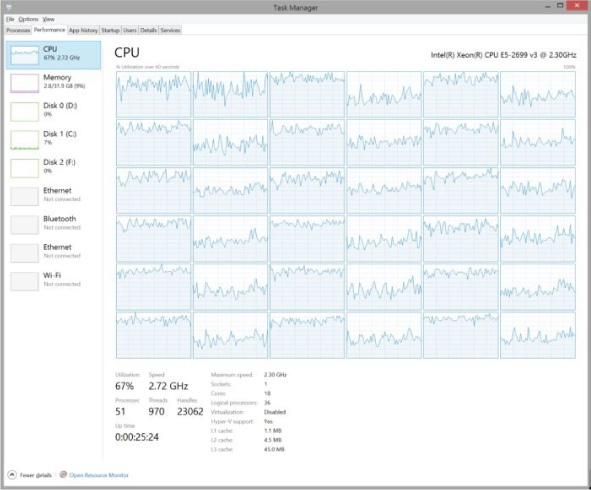 Task Manager
File Options View
Processes Performance App history Startup Users Details Services
CPU
67% 2.72 GHz
Memory
2.8/31.9 GB (9%)
Disk 0 (D:)
0%
Disk 1 (C:)
7%
Disk 2 (F:)
0%
Ethernet
Not connected
Bluetooth
Not connected
Ethernet
Not connected
Wi-Fi
Not connected
CPU
Intel(R) Xeon(R) CPU E5-2699 v3 @ 2.30GHz
% Utilization over 60 seconds
100%
Utilization Speed
67% 2.72 GHz
Processes Threads Handles
51 970 23062
Up time
0:00:25:24
Maximum speed: 2.30 GHz
Sockets: 1
Cores: 18
Logical processors: 36
Virtualization: Disabled
Hyper-V support: Yes
L1 cache: 1.1 MB
L2 cache: 4.5 MB
L3 cache: 45.0 MB
Fewer details
Open Resource Monitor